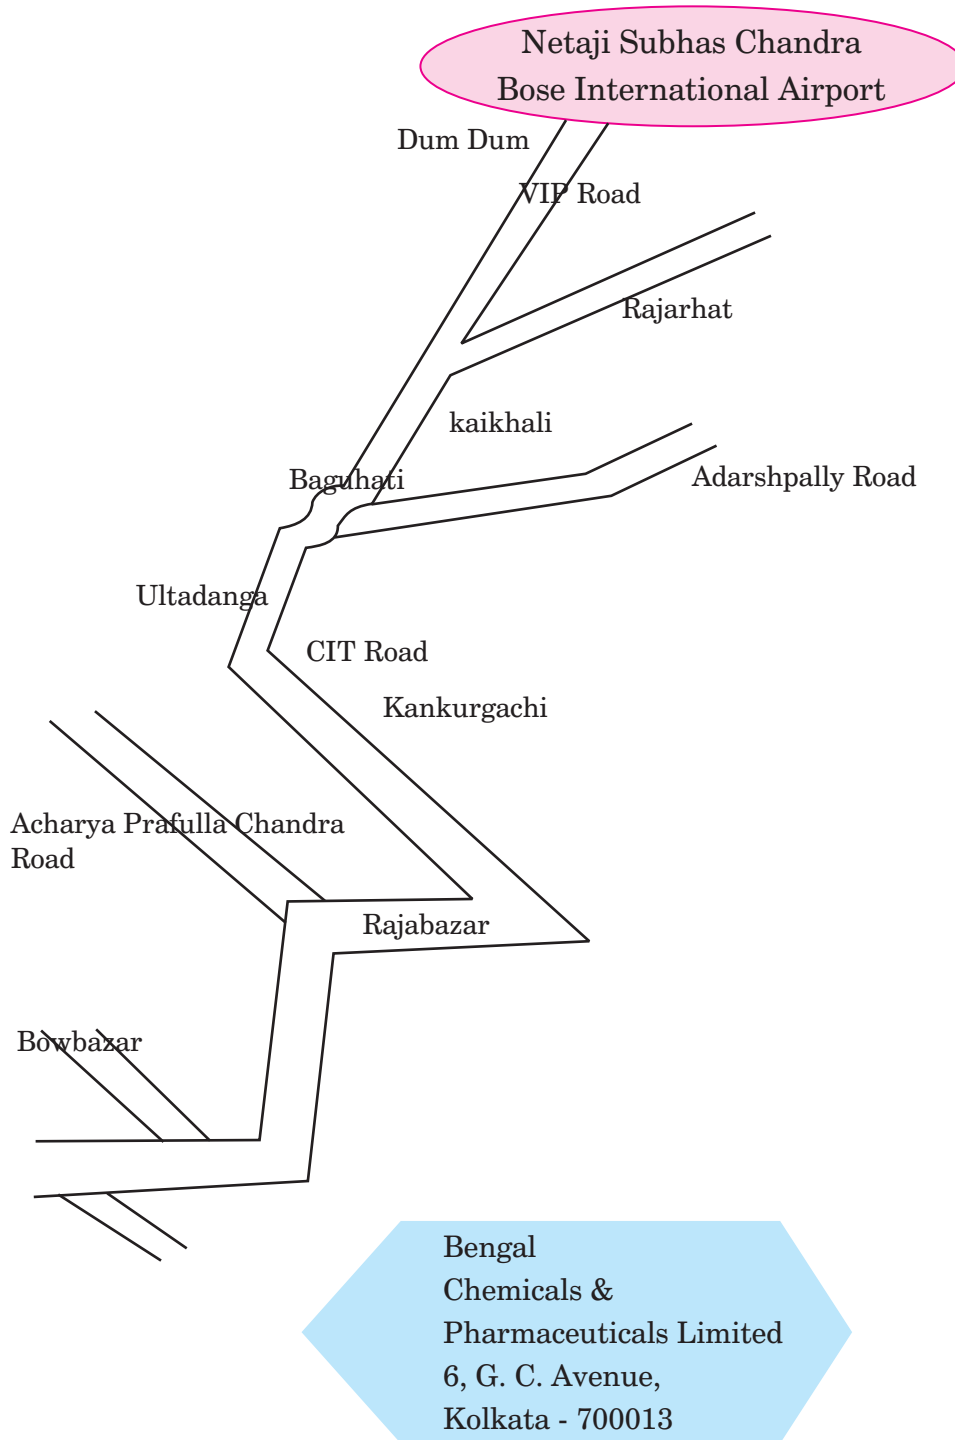 Netaji Subhas Chandra
Bose International Airport
Dum Dum
VIP Road
Rajarhat
kaikhali
Baguhati
Adarshpally Road
Ultadanga
CIT Road
Kankurgachi
Acharya Prafulla Chandra
Road
Rajabazar
Bowbazar
Bengal
Chemicals &
Pharmaceuticals Limited
6, G. C. Avenue,
Kolkata - 700013